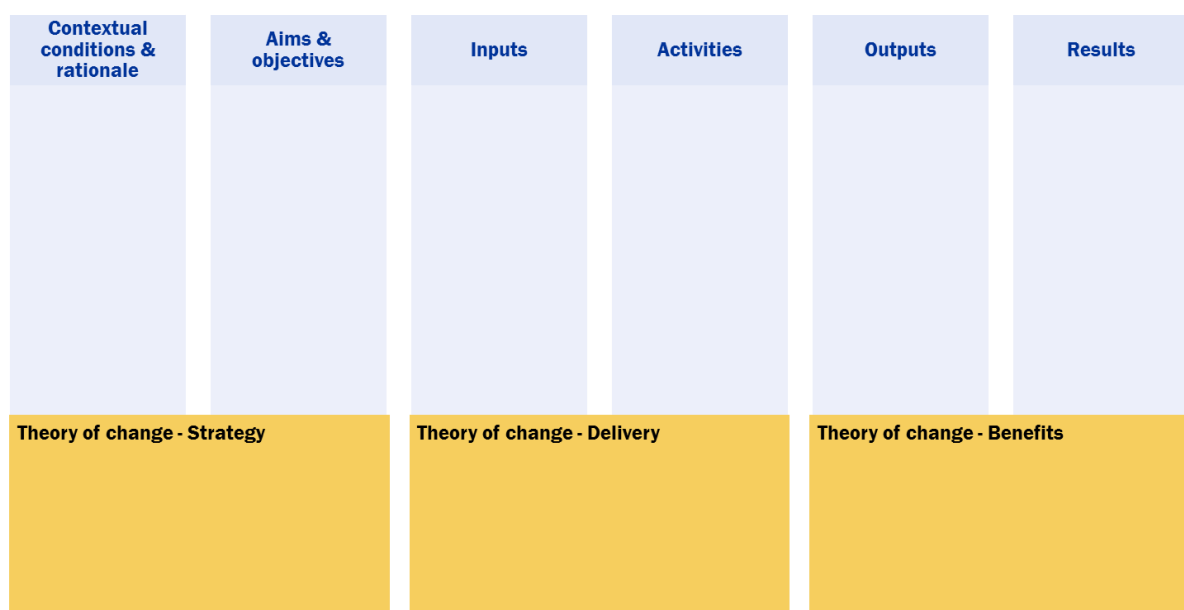 Contextual
conditions &
rationale
Aims &
objectives
Inputs
Activities
Outputs
Results
Theory of change - Strategy
Theory of change - Delivery
Theory of change - Benefits